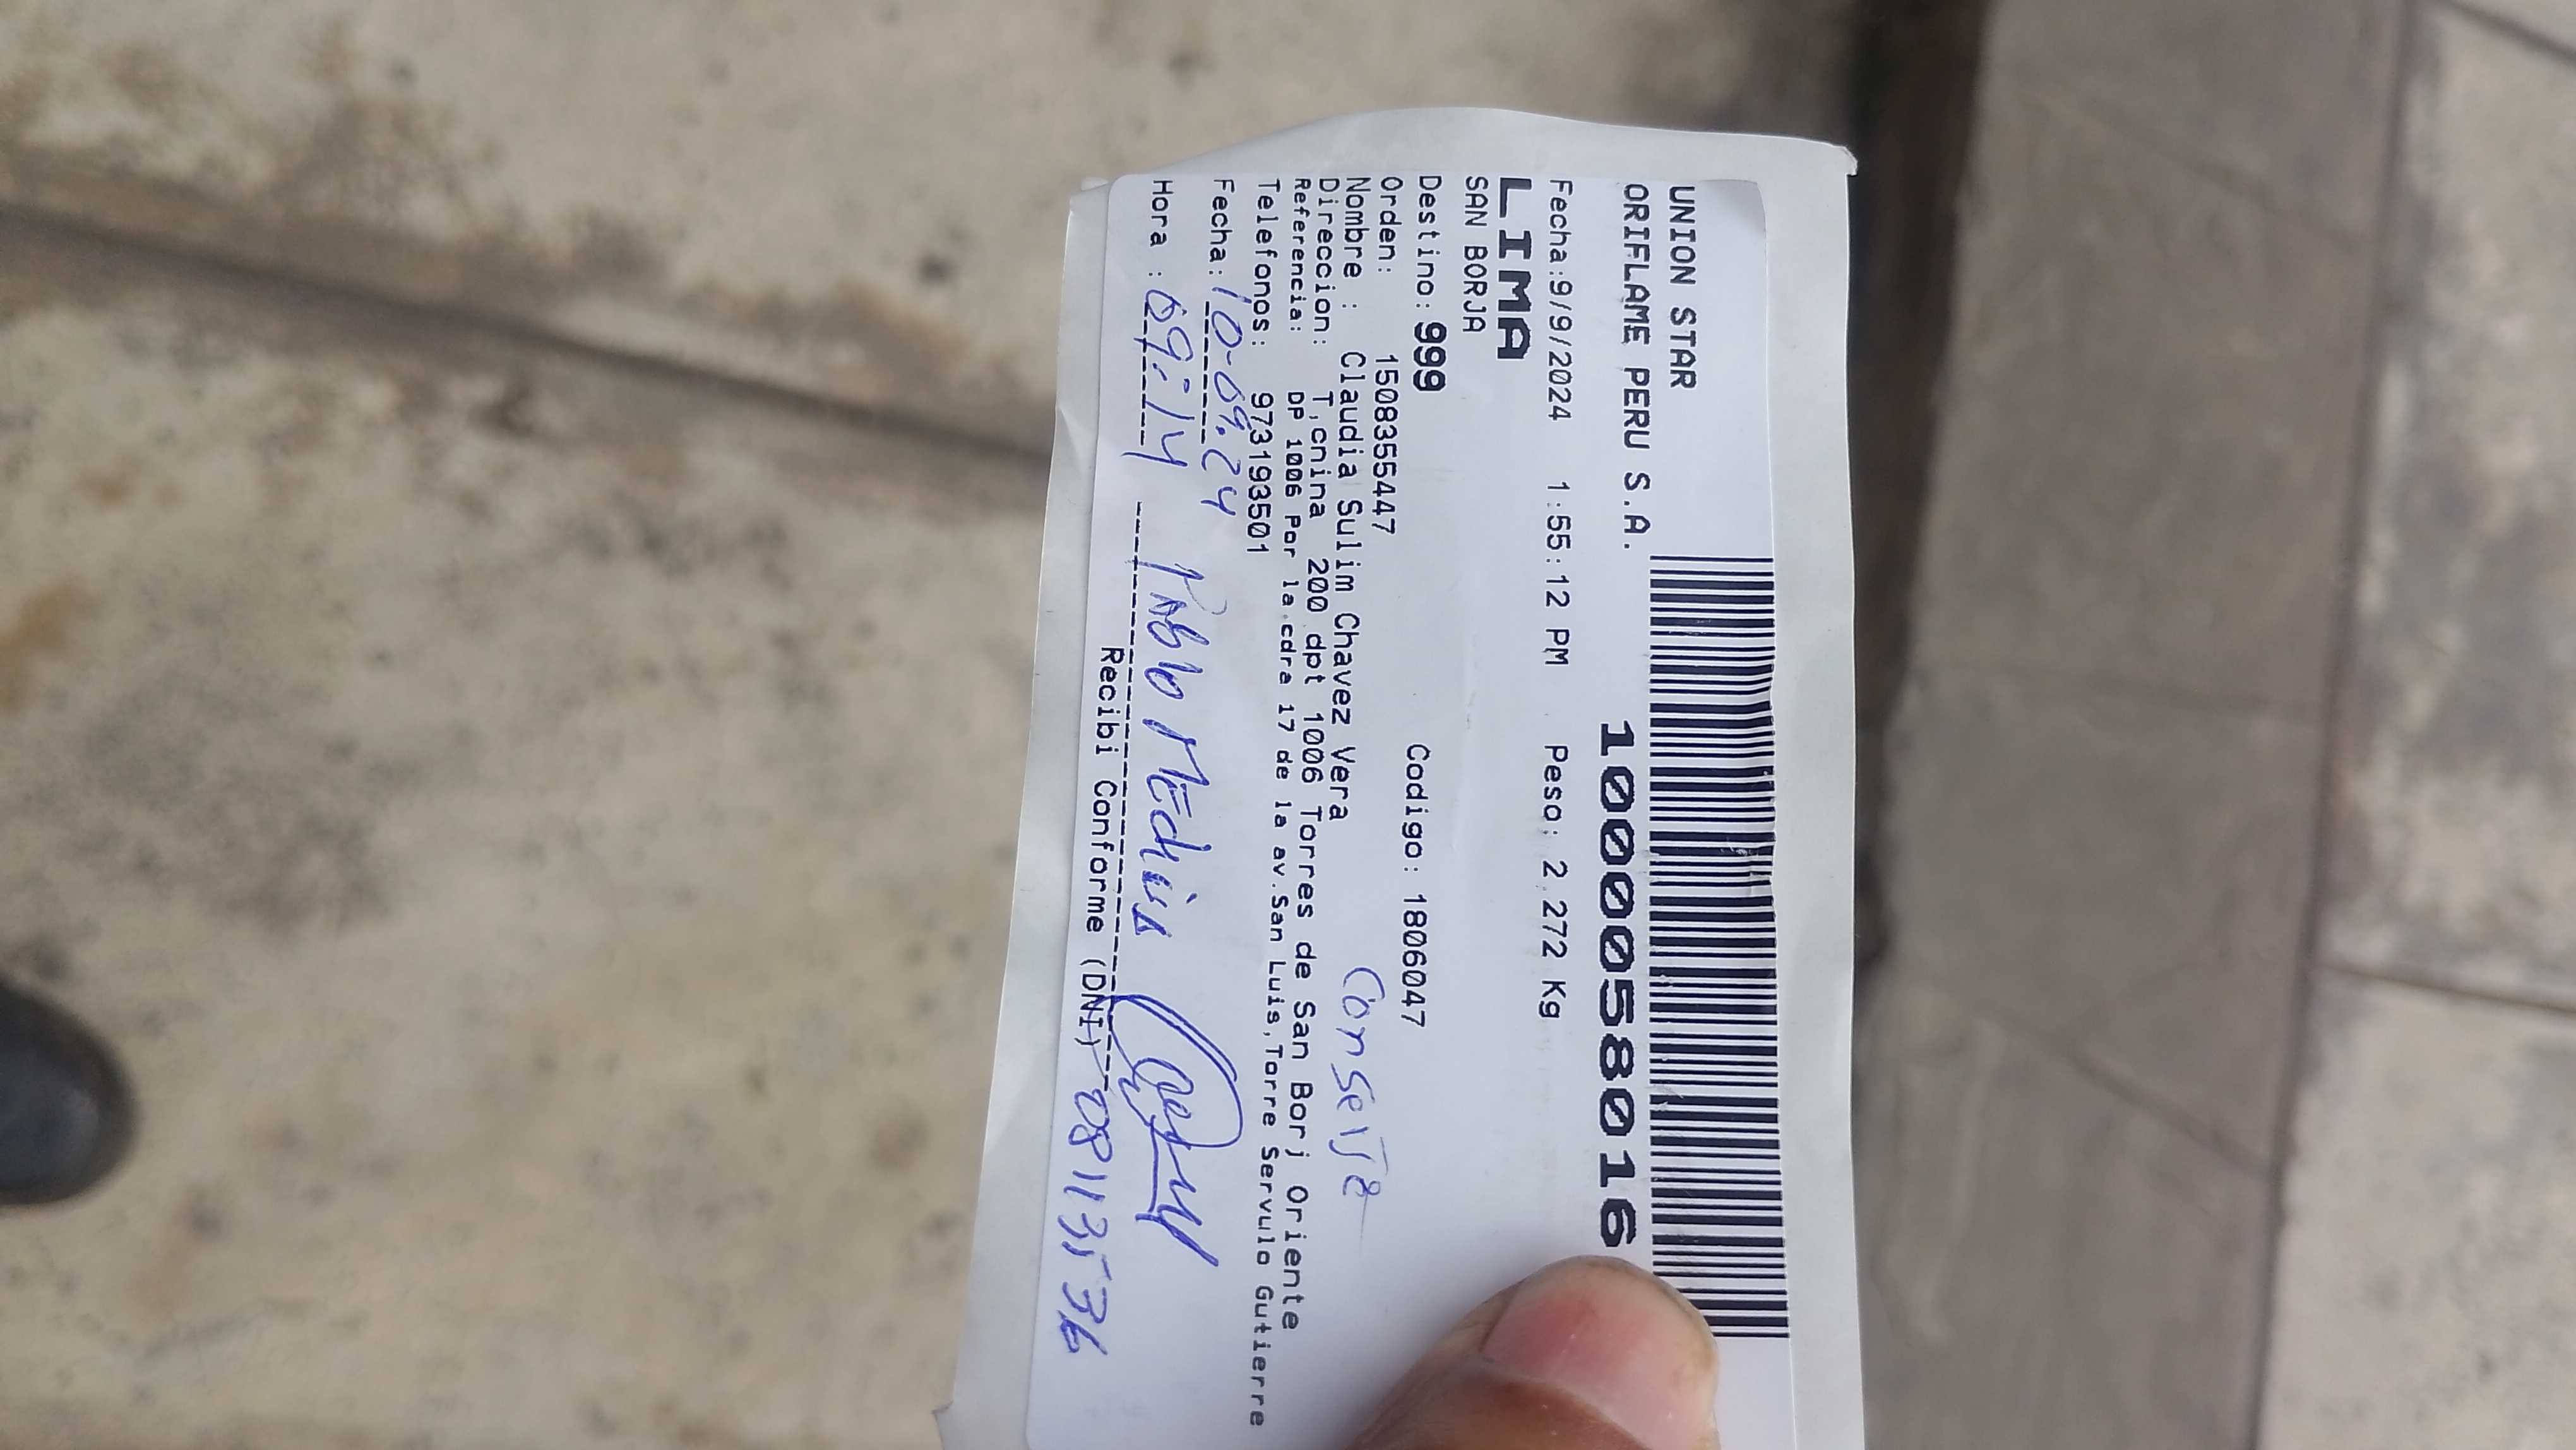 UNION STAR
ORIFLAME PERU S.A.
10000580016
Fecha:9/9/2024 1:55:12 PM Peso: 2.272 Kg
LIMA
SAN BORJA
Destino: 999 Codigo: 1806047
Orden: 1508355447
Nombre : Claudia Sulim Chavez Vera Conserje
Direccion: T,cnina 200 dpt 1006 Torres de San Borj Oriente
Referencia: DP 1006 Por la.cdra 17 de la av.San Luis,Torre Servulo Gutierre
Telefonos: 973193501
Fecha: 10-09.24
Hora : 09:14 Pablo
Recibi Conforme (DNI) 08113536